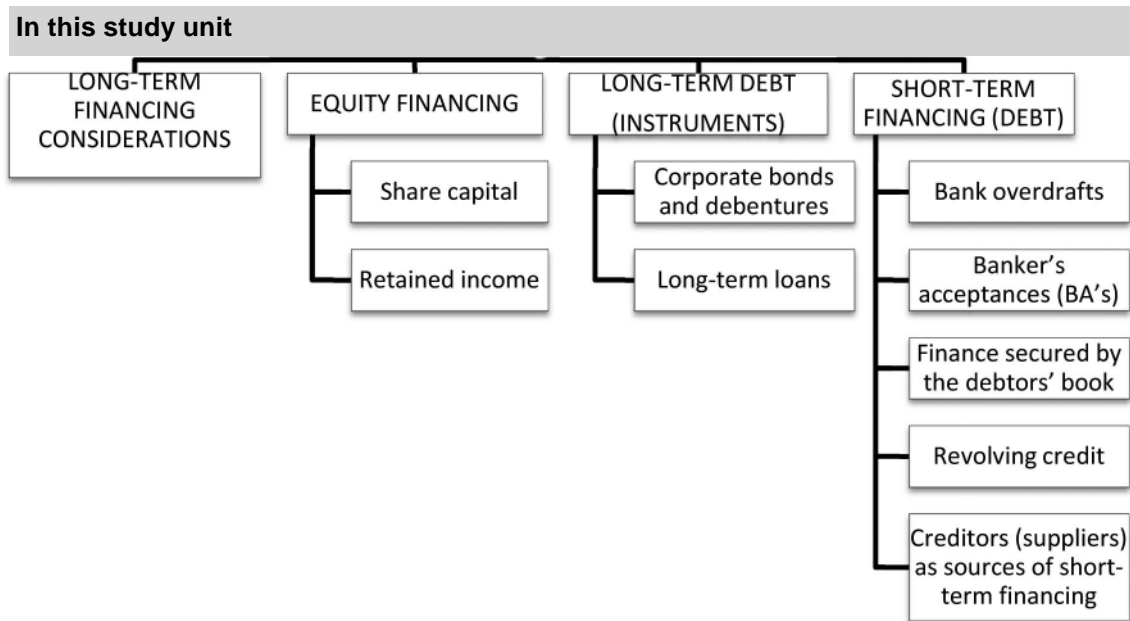 In this study unit
LONG-TERM
FINANCING
CONSIDERATIONS
EQUITY FINANCING
Share capital
Retained income
LONG-TERM DEBT
(INSTRUMENTS)
Corporate bonds
and debentures
Long-term loans
SHORT-TERM
FINANCING (DEBT)
Bank overdrafts
Banker’s
acceptances (BA’s)
Finance secured by
the debtors’ book
Revolving credit
Creditors (suppliers)
as sources of short-
term financing